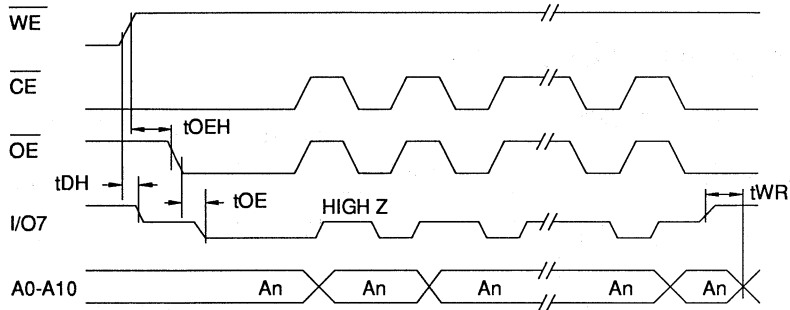 WE
CE
tOEH
OE
tDH
tOE
tWR
HIGH Z
I/O7
A0-A10 An An An An An